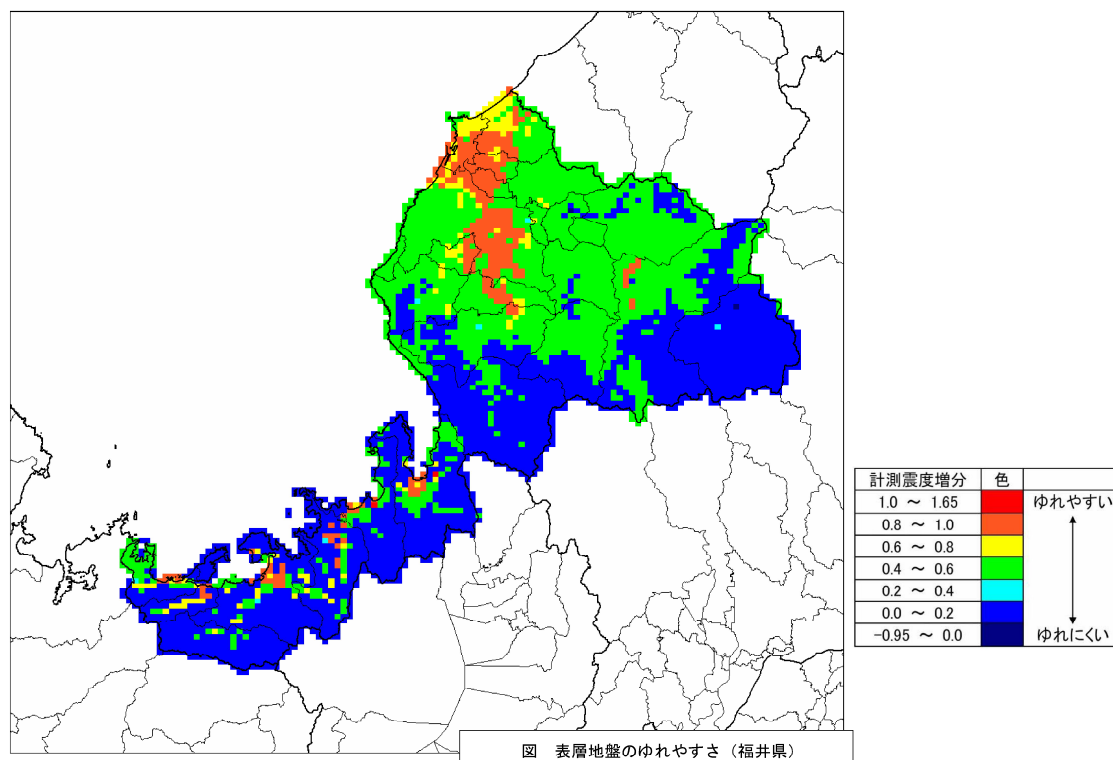 計測震度増分 色
1.0 ~ 1.65 ゆれやすい
0.8 ~ 1.0
0.6 ~ 0.8
0.4 ~ 0.6
0.2 ~ 0.4
0.0 ~ 0.2
-0.95 ~ 0.0 ゆれにくい
図 表層地盤のゆれやすさ(福井県)